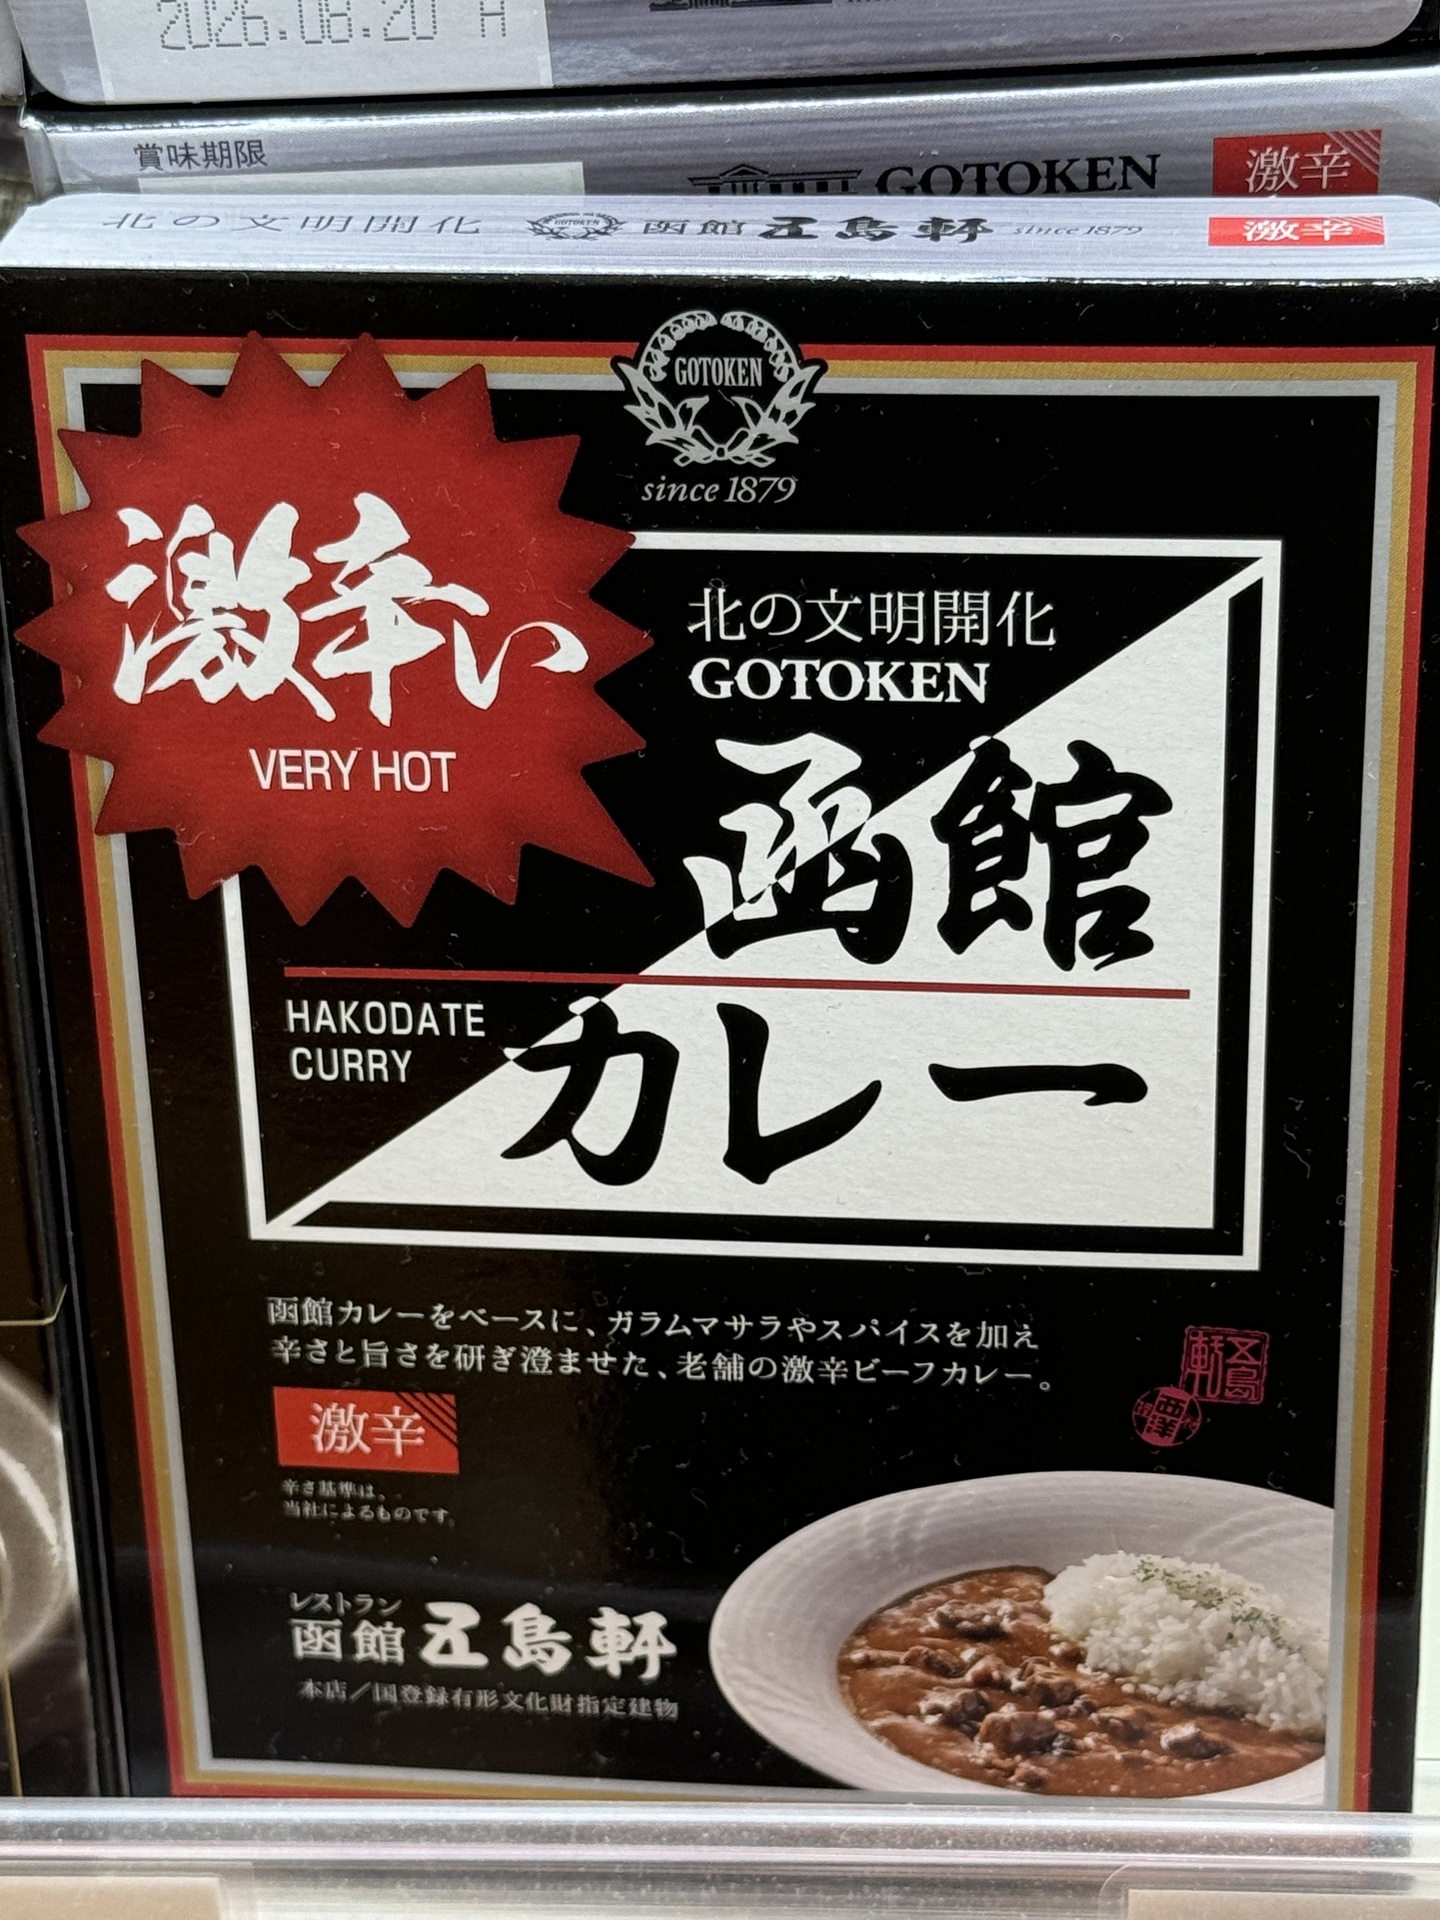 2026.08.20 A
賞味期限
GOTOKEN
激辛
北の文明開化 GOTOKEN 函館 五島軒 since 1879 激辛
GOTOKEN
since 1879
激辛い
VERY HOT
北の文明開化
GOTOKEN
函館
HAKODATE
CURRY
カレー
函館カレーをベースに、ガラムマサラやスパイスを加え
辛さと旨さを研ぎ澄ませた、老舗の激辛ビーフカレー。
五島軒
激辛
辛さ基準は、
当社によるものです。
レストラン
函館 五島軒
本店／国登録有形文化財指定建物